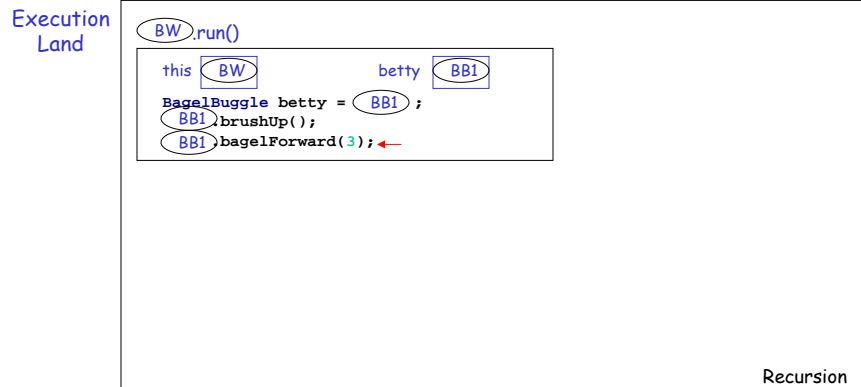 Execution
Land
BW.run()
this BW betty BB1
BagelBuggle betty = BB1 ;
BB1.brushUp();
BB1.bagelForward(3);
Recursion